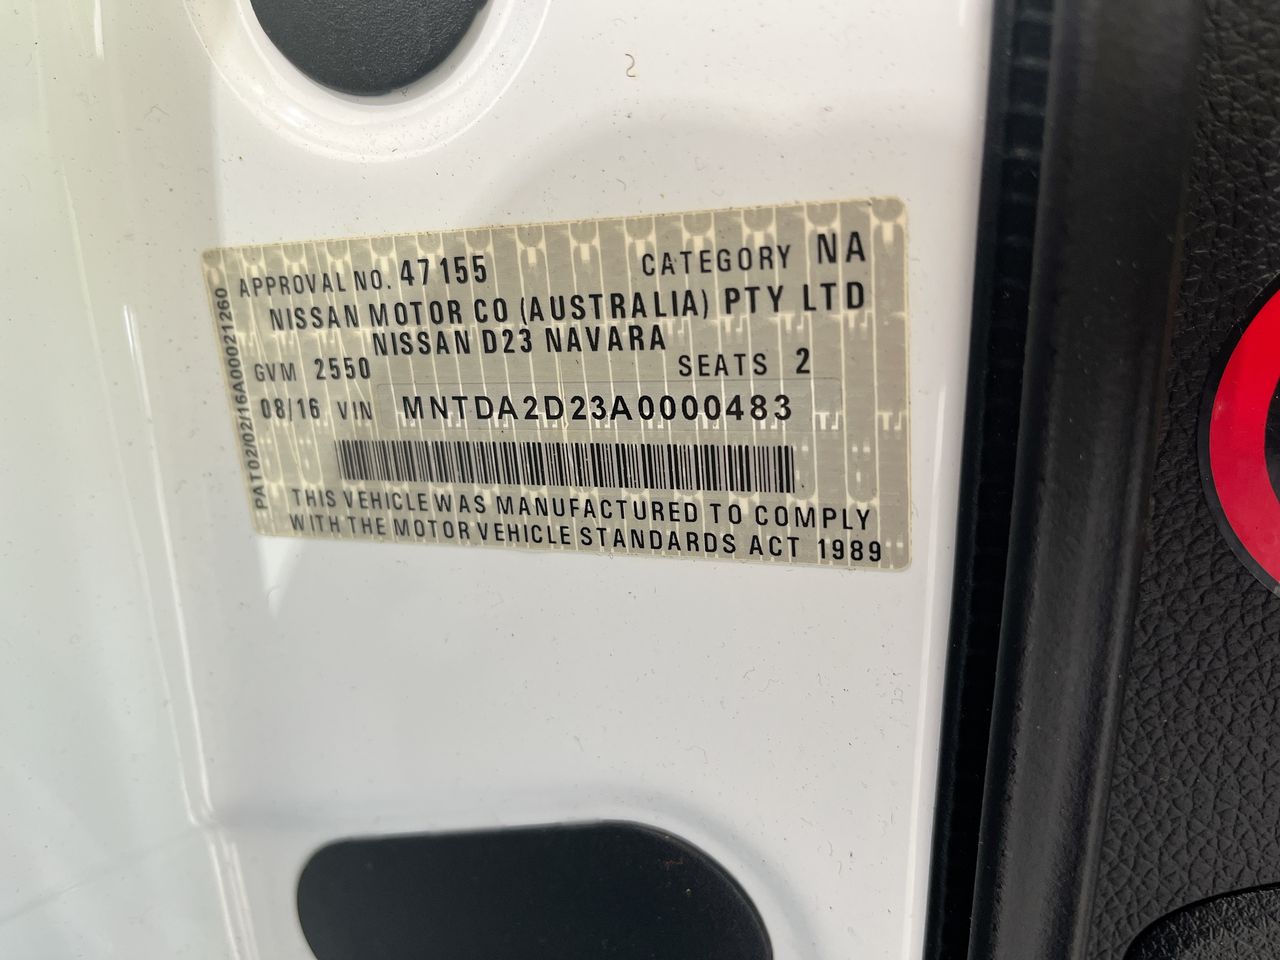 APPROVAL NO. 47155 CATEGORY NA
NISSAN MOTOR CO (AUSTRALIA) PTY LTD
NISSAN D23 NAVARA
GVM 2550 SEATS 2
08/16 VIN MNTDA2D23A0000483
THIS VEHICLE WAS MANUFACTURED TO COMPLY
WITH THE MOTOR VEHICLE STANDARDS ACT 1989
PAT02/02/16A00021260